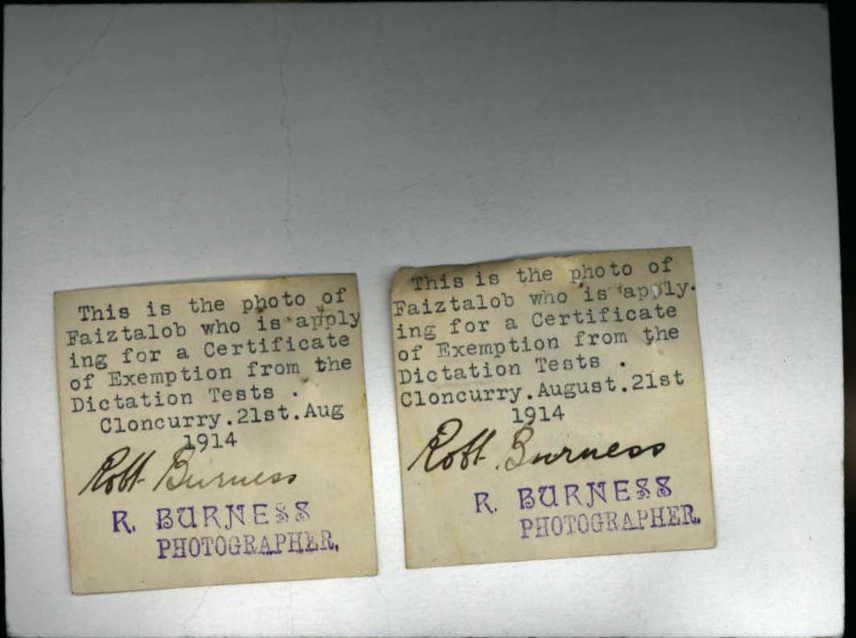 This is the photo of
Faiztalob who is apply
ing for a Certificate
of Exemption from the
Dictation Tests .
Cloncurry.21st.Aug
1914
Robt. Burness
R. BURNESS
PHOTOGRAPHER,
This is the photo of
Faiztalob who is apply.
ing for a Certificate
of Exemption from the
Dictation Tests .
Cloncurry.August.21st
1914
Robt. Burness
R. BURNESS
PHOTOGRAPHER.